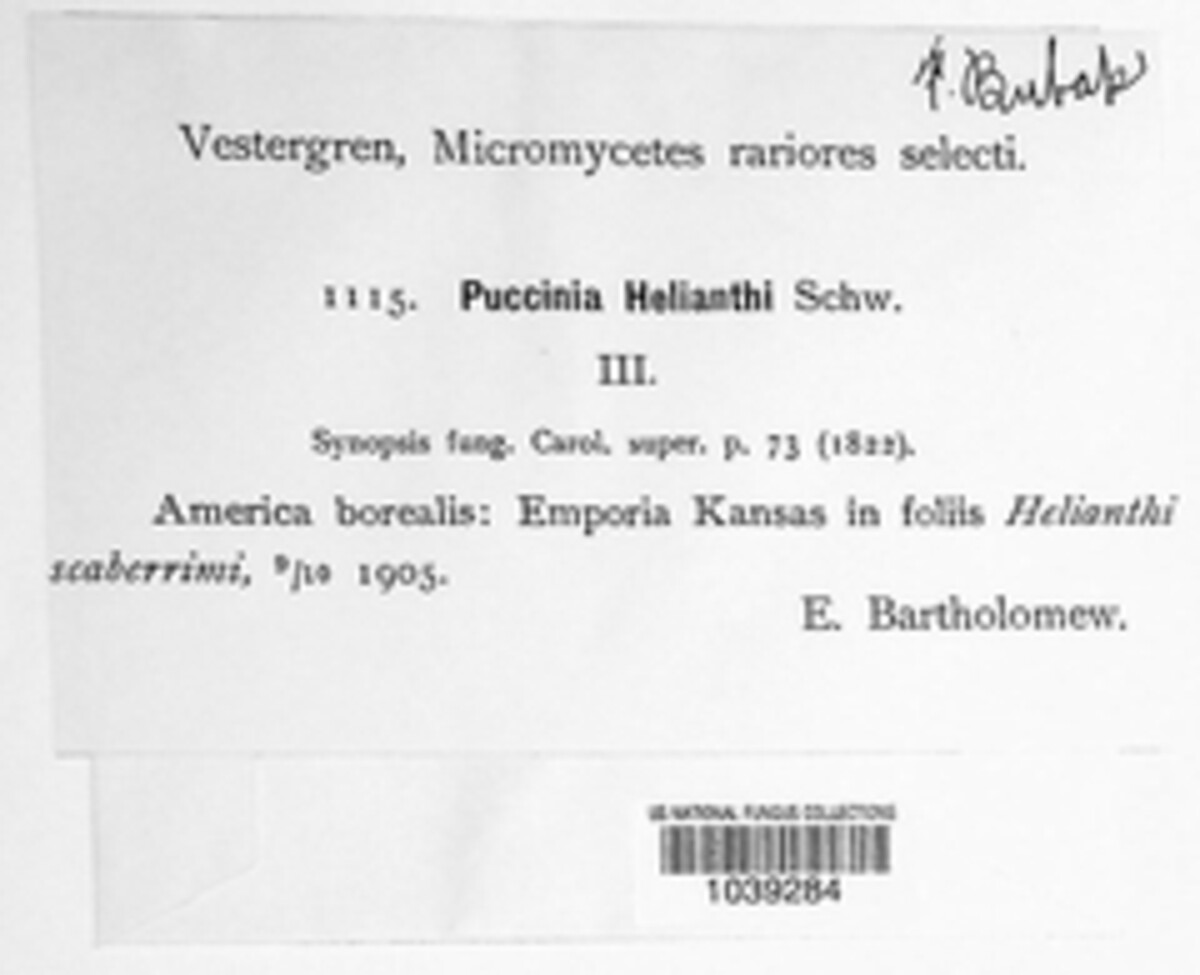 F. Bubak
Vestergren, Micromycetes rariores selecti.
1115. Puccinia Helianthi Schw.
III.
Synopsis fung. Carol. super. p. 73 (1822).
America borealis: Emporia Kansas in foliis Helianthi
scaberrimi, 9/10 1905.
E. Bartholomew.
US NATIONAL FUNGUS COLLECTIONS
1039284